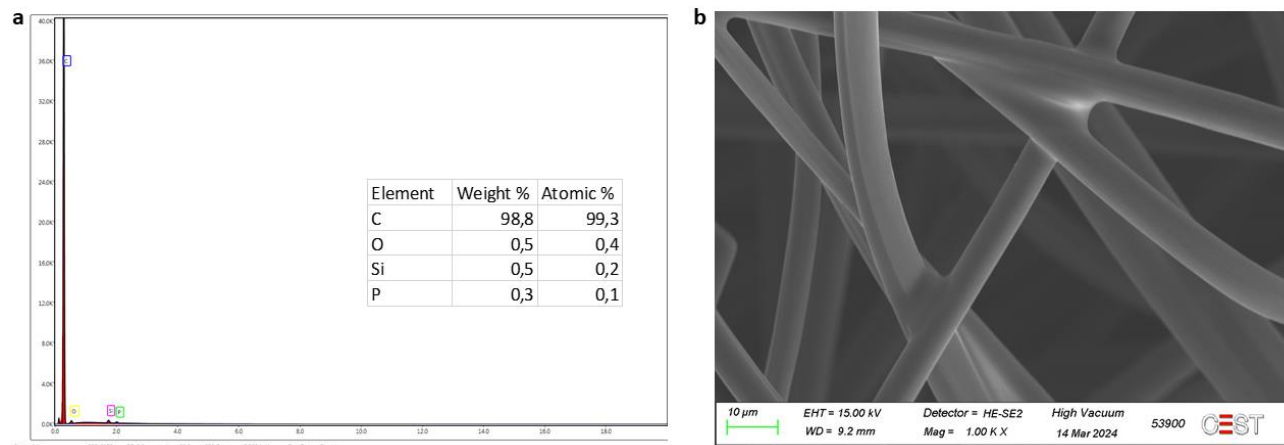 a
40.0K
36.0K
32.0K
28.0K
24.0K
20.0K
16.0K
12.0K
8.0K
4.0K
0.0K
C
O
Si
P
0.0
2.0
4.0
6.0
8.0
10.0
12.0
14.0
16.0
18.0
Element Weight % Atomic %
C 98,8 99,3
O 0,5 0,4
Si 0,5 0,2
P 0,3 0,1
b
10 µm EHT = 15.00 kV Detector = HE-SE2 High Vacuum 53900 CEST
WD = 9.2 mm Mag = 1.00 K X 14 Mar 2024